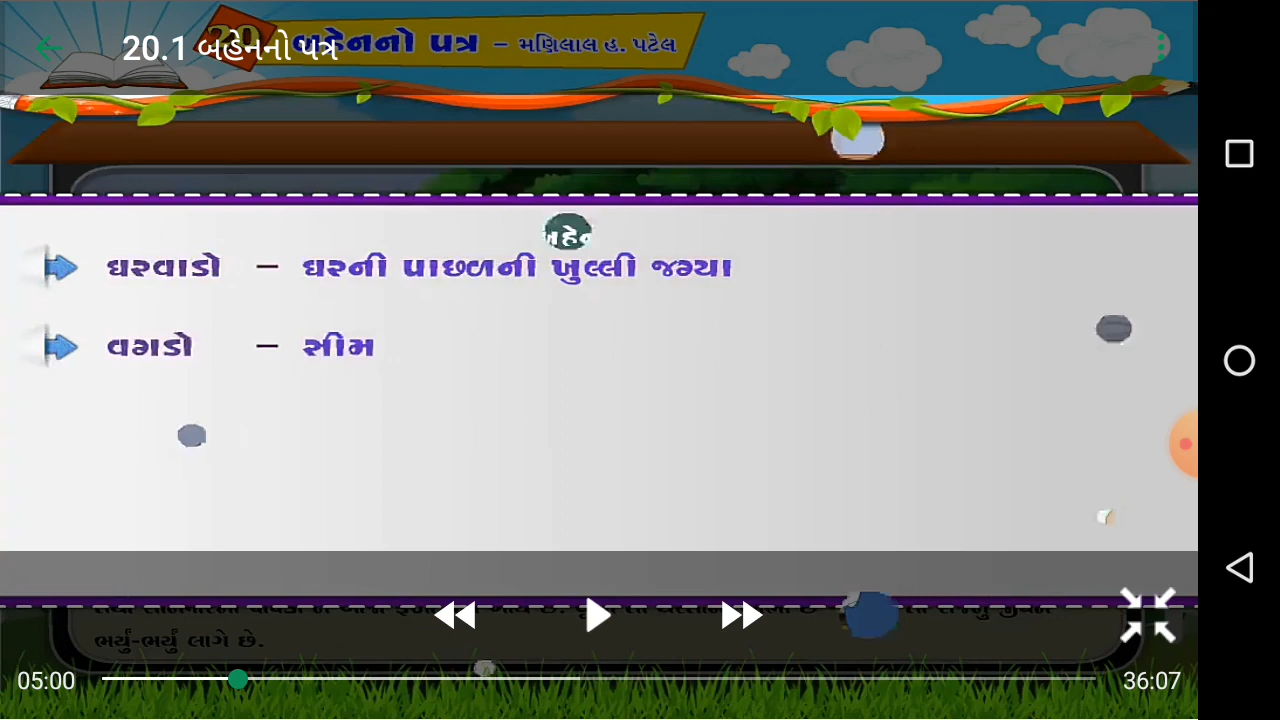 20 બહેનનો પત્ર – મણિલાલ હ. પટેલ
20.1 બહેનનો પત્ર
ઘરવાડો – ઘરની પાછળની ખુલ્લી જગ્યા
વગડો – સીમ
ભર્યું-ભર્યું લાગે છે.
05:00
36:07